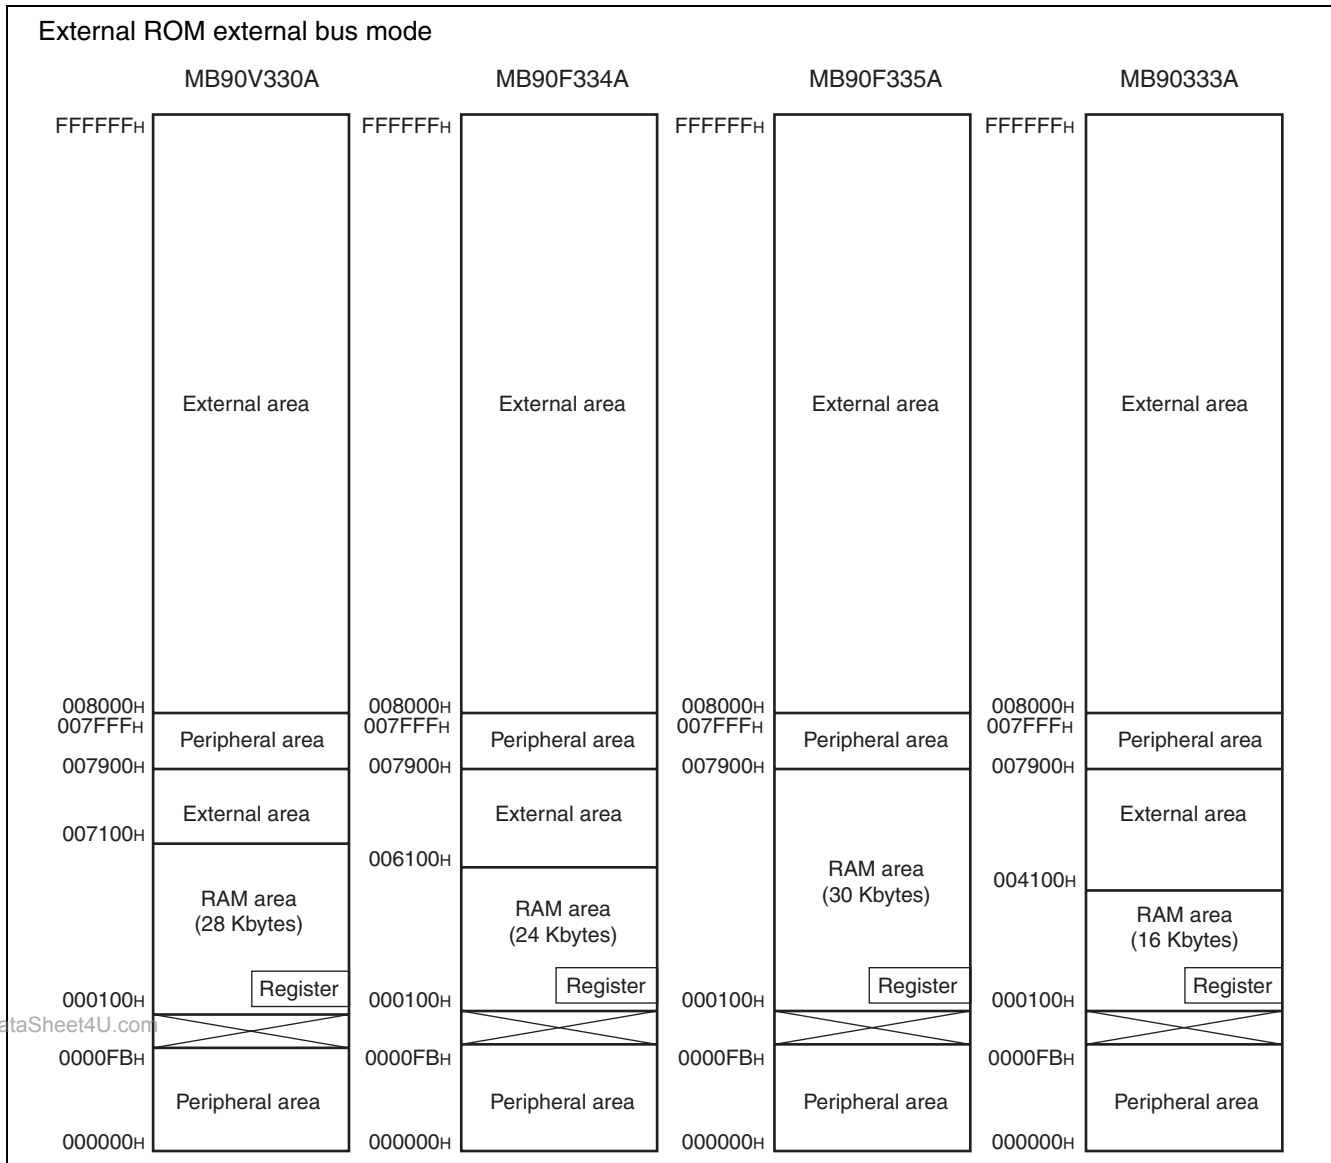 External ROM external bus mode
MB90V330A MB90F334A MB90F335A MB90333A
FFFFFFH FFFFFFH FFFFFFH FFFFFFH
External area External area External area External area
008000H 008000H 008000H 008000H
007FFFH 007FFFH 007FFFH 007FFFH
Peripheral area Peripheral area Peripheral area Peripheral area
007900H 007900H 007900H 007900H
External area External area External area
007100H
006100H
RAM area
(30 Kbytes)
004100H
RAM area
(28 Kbytes)
RAM area
(24 Kbytes)
RAM area
(16 Kbytes)
Register Register Register Register
000100H 000100H 000100H 000100H
ataSheet4U.com
0000FBH 0000FBH 0000FBH 0000FBH
Peripheral area Peripheral area Peripheral area Peripheral area
000000H 000000H 000000H 000000H